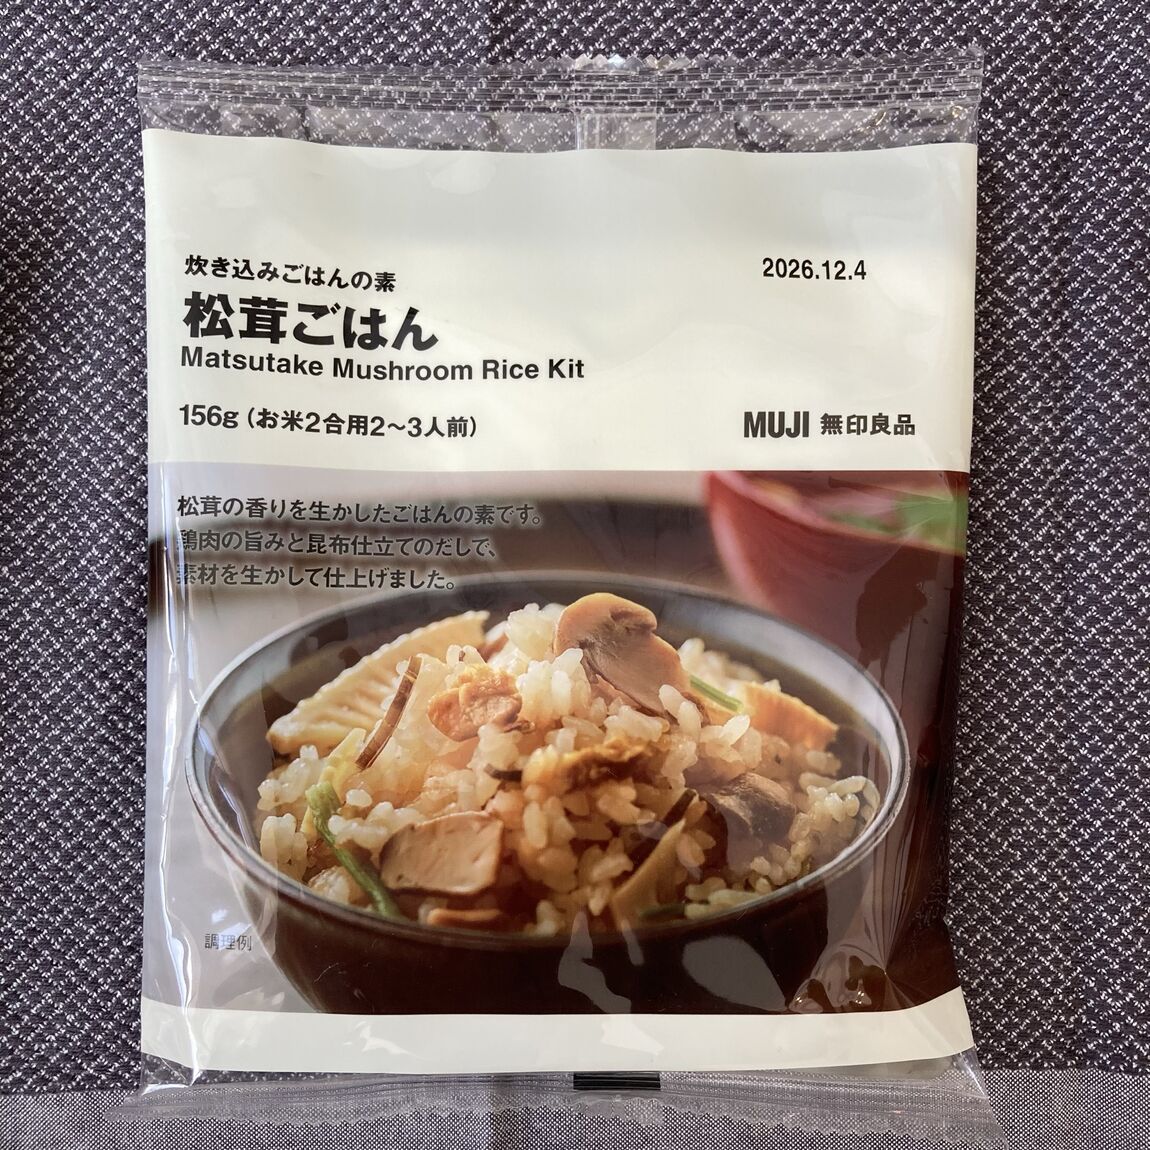 炊き込みごはんの素
2026.12.4
松茸ごはん
Matsutake Mushroom Rice Kit
156g（お米2合用2〜3人前）
MUJI 無印良品
松茸の香りを生かしたごはんの素です。
鶏肉の旨みと昆布仕立てのだしで、
素材を生かして仕上げました。
調理例